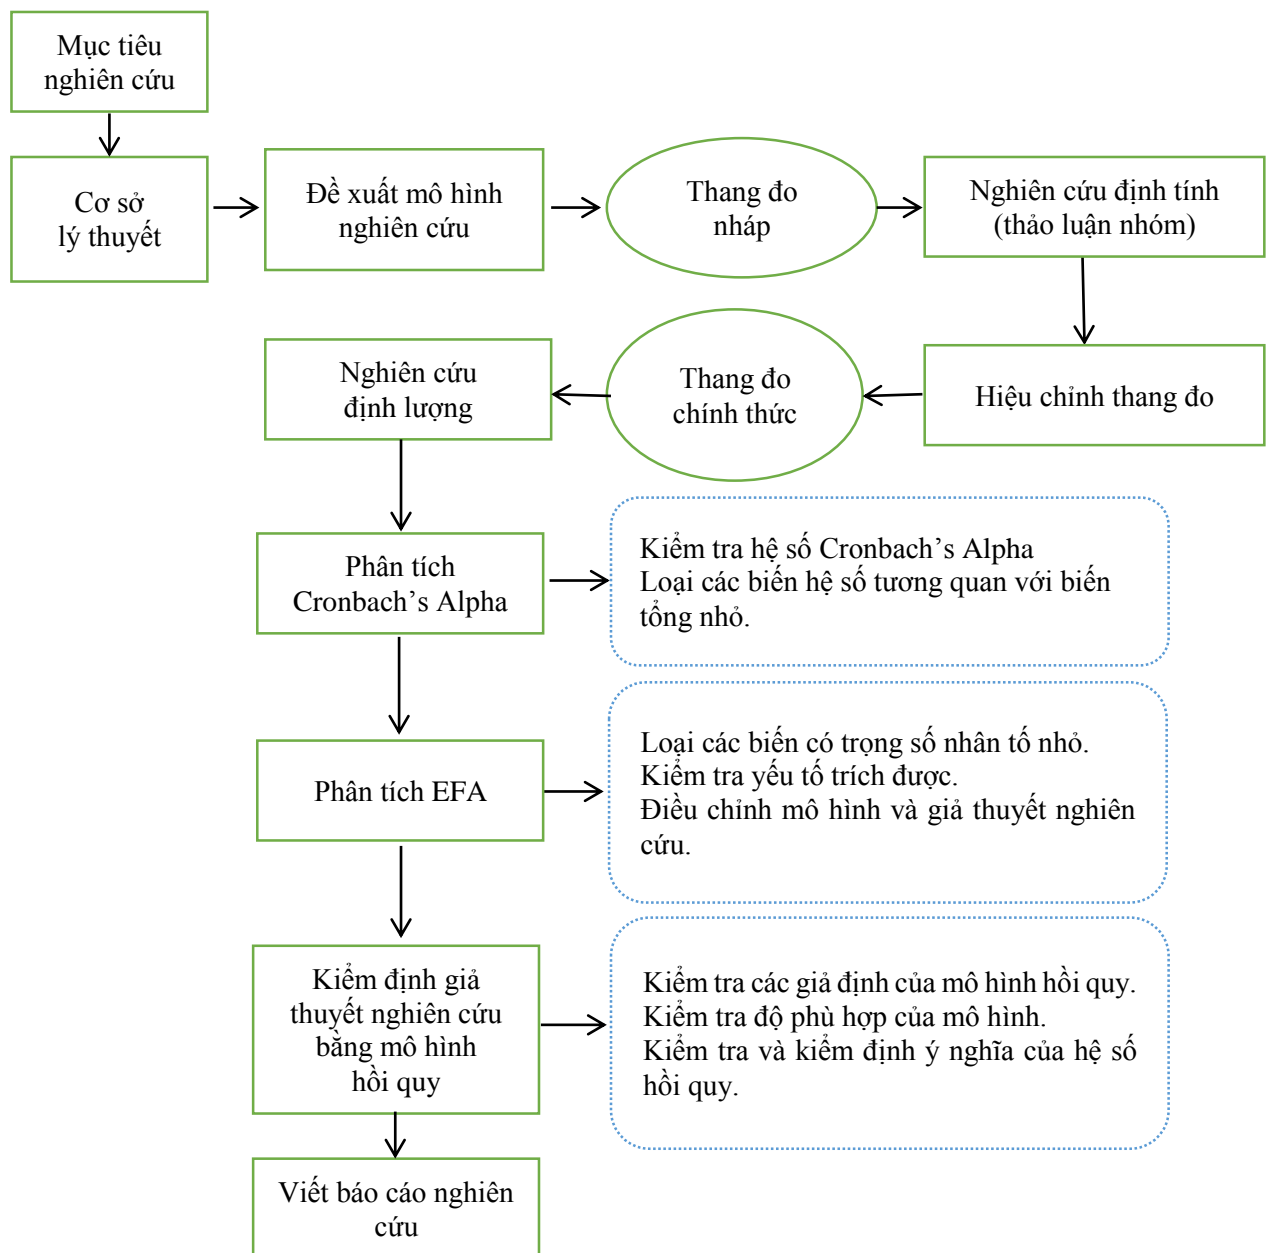 Mục tiêu
nghiên cứu
Cơ sở
lý thuyết
Đề xuất mô hình
nghiên cứu
Thang đo
nháp
Nghiên cứu định tính
(thảo luận nhóm)
Nghiên cứu
định lượng
Thang đo
chính thức
Hiệu chỉnh thang đo
Phân tích
Cronbach’s Alpha
Kiểm tra hệ số Cronbach’s Alpha
Loại các biến hệ số tương quan với biến
tổng nhỏ.
Phân tích EFA
Loại các biến có trọng số nhân tố nhỏ.
Kiểm tra yếu tố trích được.
Điều chỉnh mô hình và giả thuyết nghiên
cứu.
Kiểm định giả
thuyết nghiên cứu
bằng mô hình
hồi quy
Kiểm tra các giả định của mô hình hồi quy.
Kiểm tra độ phù hợp của mô hình.
Kiểm tra và kiểm định ý nghĩa của hệ số
hồi quy.
Viết báo cáo nghiên
cứu